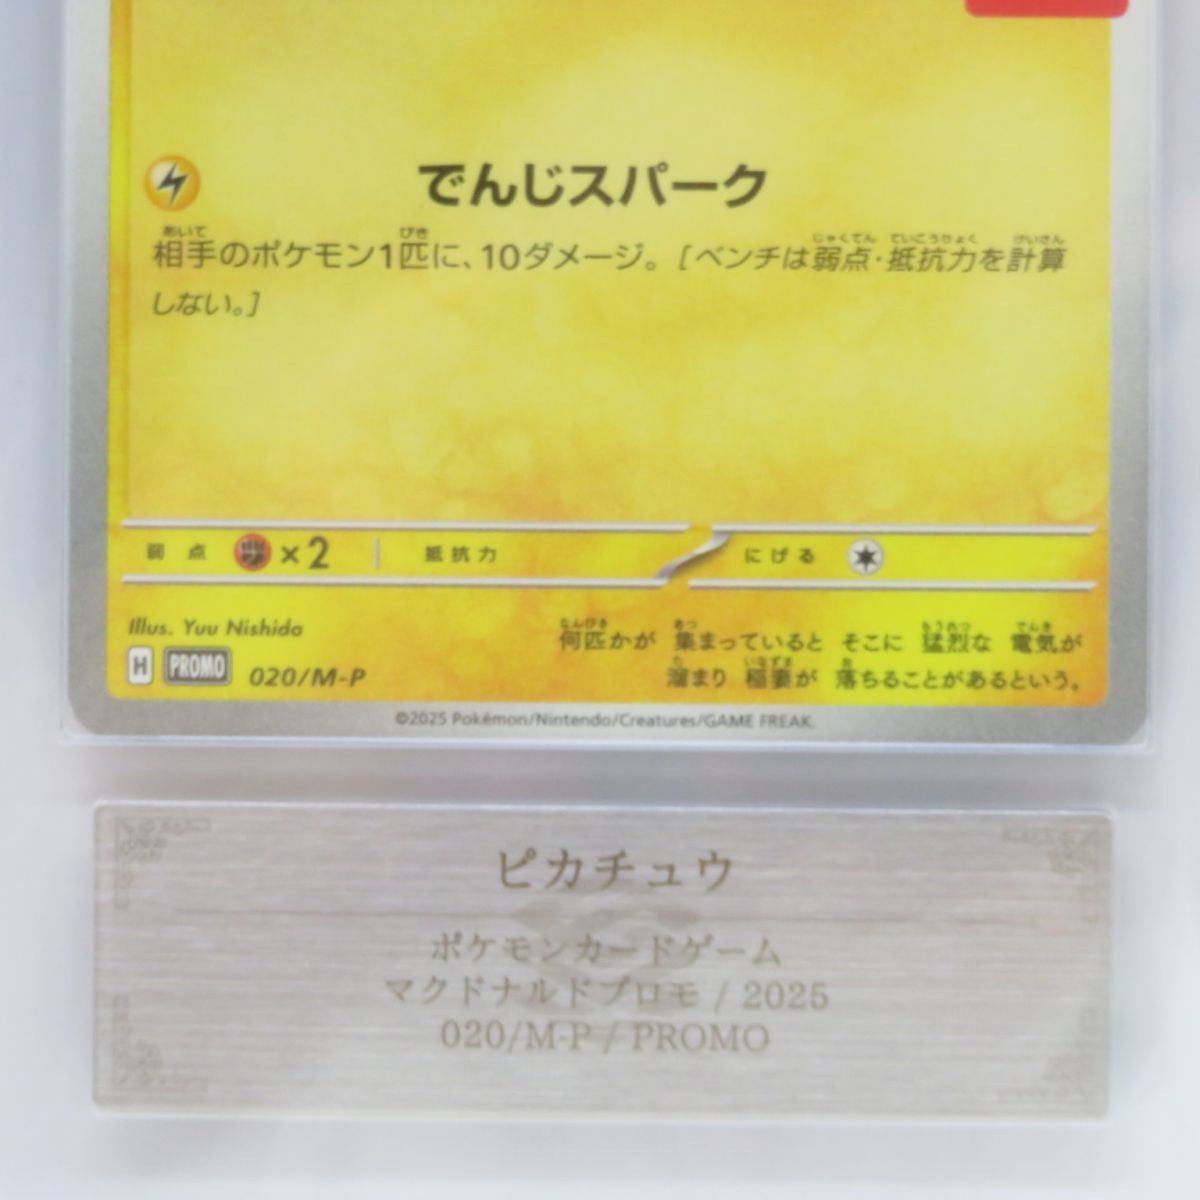 でんじスパーク
相手のポケモン1匹に、10ダメージ。[ベンチは弱点・抵抗力を計算
しない。]
弱点 ×2 抵抗力 にげる
Illus. Yuu Nishida
何匹かが 集まっていると そこに 猛烈な 電気が
溜まり 稲妻が 落ちることがあるという。
H PROMO 020/M-P
©2025 Pokémon/Nintendo/Creatures/GAME FREAK.
ピカチュウ
ポケモンカードゲーム
マクドナルドプロモ / 2025
020/M-P / PROMO